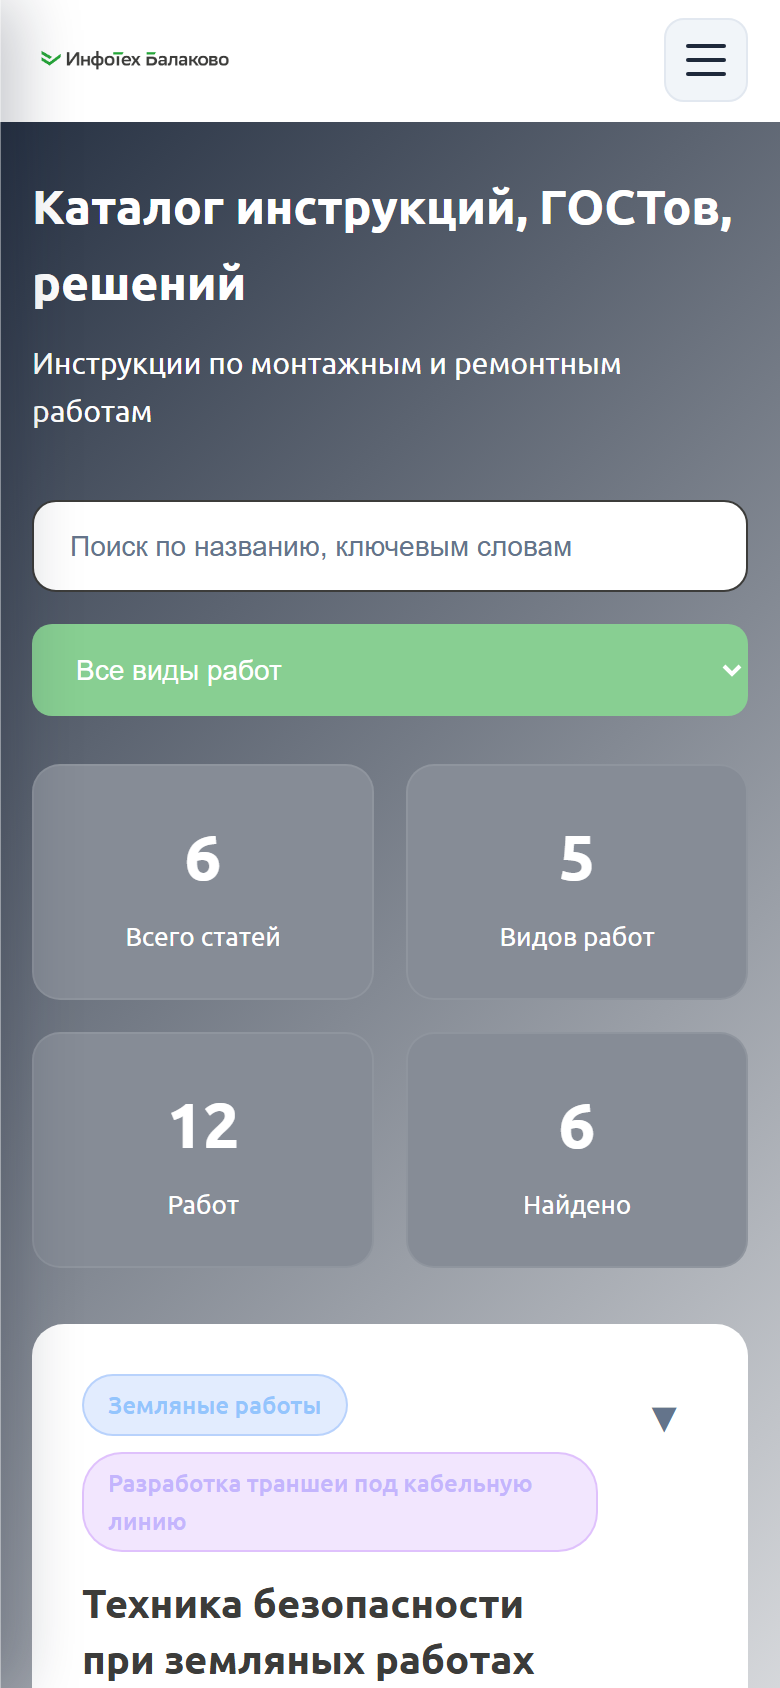 ИнфоТех Балаково
Каталог инструкций, ГОСТов,
решений
Инструкции по монтажным и ремонтным
работам
Поиск по названию, ключевым словам
Все виды работ
6
Всего статей
5
Видов работ
12
Работ
6
Найдено
Земляные работы
Разработка траншеи под кабельную
линию
Техника безопасности
при земляных работах